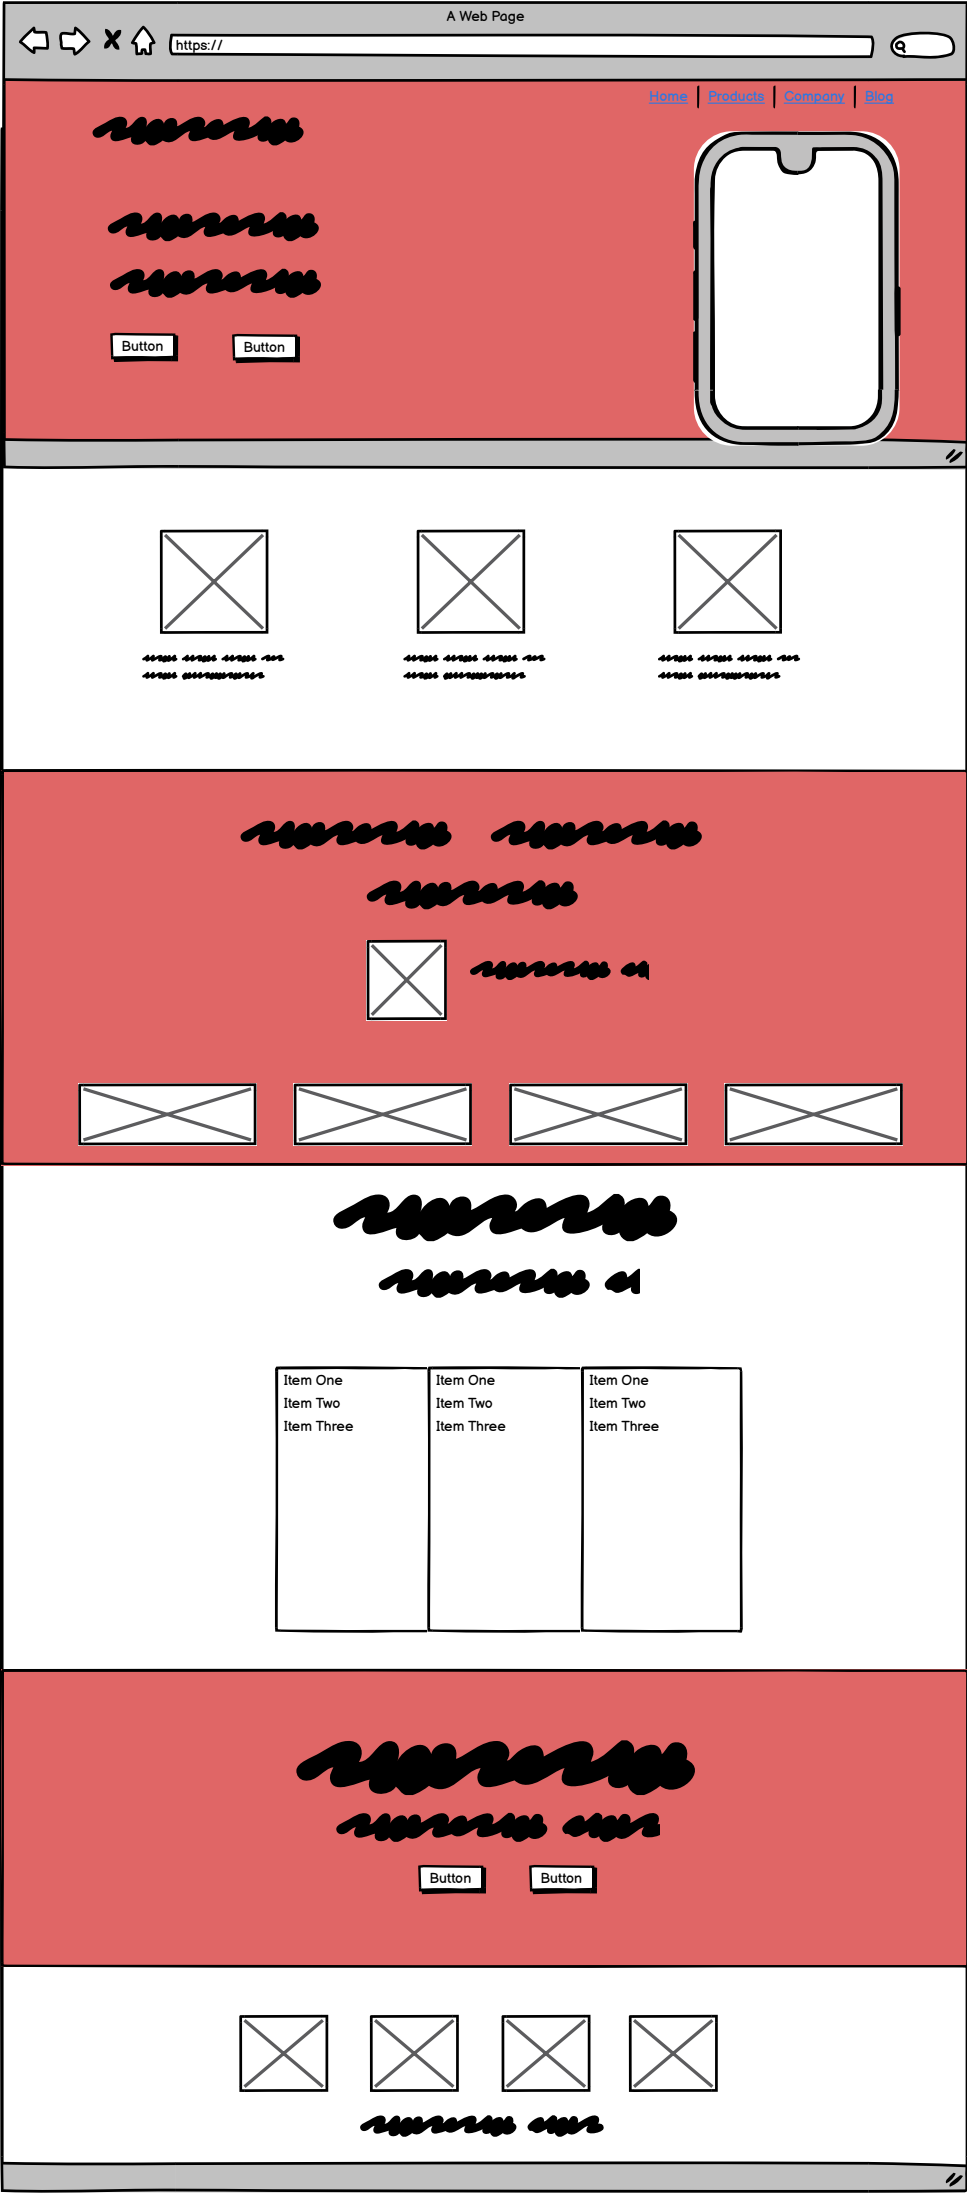 A Web Page
https://
Home Products Company Blog
Button Button
Item One Item One Item One
Item Two Item Two Item Two
Item Three Item Three Item Three
Button Button